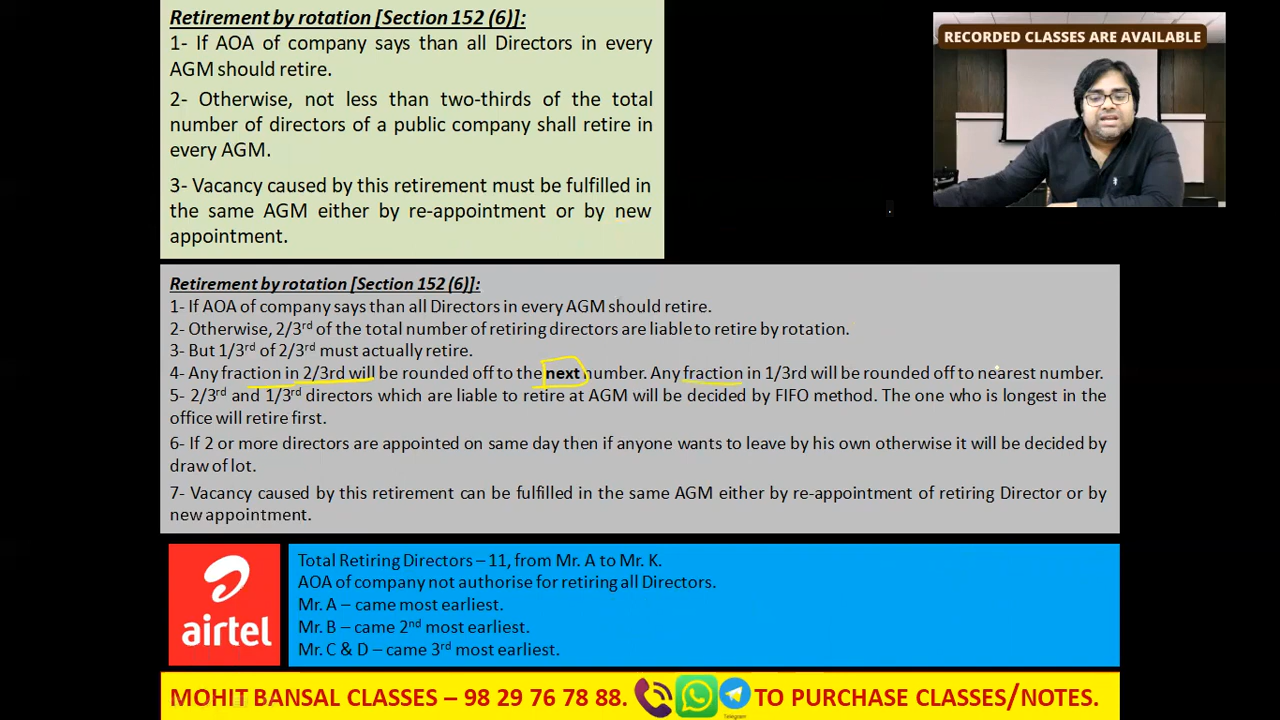 Retirement by rotation [Section 152 (6)]:
1- If AOA of company says than all Directors in every
AGM should retire.
2- Otherwise, not less than two-thirds of the total
number of directors of a public company shall retire in
every AGM.
3- Vacancy caused by this retirement must be fulfilled in
the same AGM either by re-appointment or by new
appointment.
RECORDED CLASSES ARE AVAILABLE
Retirement by rotation [Section 152 (6)]:
1- If AOA of company says than all Directors in every AGM should retire.
2- Otherwise, 2/3rd of the total number of retiring directors are liable to retire by rotation.
3- But 1/3rd of 2/3rd must actually retire.
4- Any fraction in 2/3rd will be rounded off to the next number. Any fraction in 1/3rd will be rounded off to nearest number.
5- 2/3rd and 1/3rd directors which are liable to retire at AGM will be decided by FIFO method. The one who is longest in the
office will retire first.
6- If 2 or more directors are appointed on same day then if anyone wants to leave by his own otherwise it will be decided by
draw of lot.
7- Vacancy caused by this retirement can be fulfilled in the same AGM either by re-appointment of retiring Director or by
new appointment.
airtel
Total Retiring Directors – 11, from Mr. A to Mr. K.
AOA of company not authorise for retiring all Directors.
Mr. A – came most earliest.
Mr. B – came 2nd most earliest.
Mr. C & D – came 3rd most earliest.
MOHIT BANSAL CLASSES – 98 29 76 78 88. TO PURCHASE CLASSES/NOTES.
Telegram